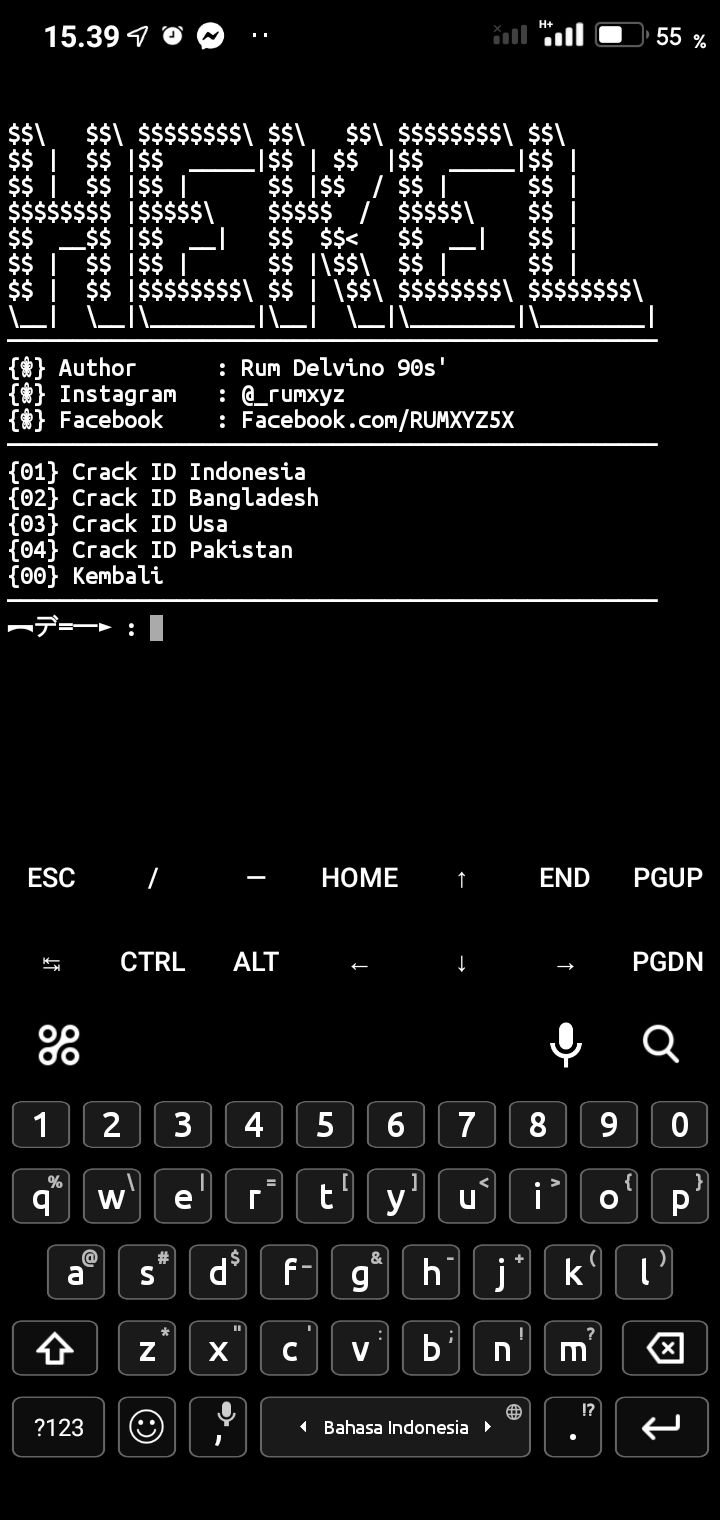 15.39 H+ 55 %
$$\   $$\ $$$$$$$$\ $$\   $$\ $$$$$$$$\ $$\
$$ |  $$ |$$  _____|$$ | $$  |$$  _____|$$ |
$$ |  $$ |$$ |      $$ |$$  / $$ |      $$ |
$$$$$$$$ |$$$$$\    $$$$$  /  $$$$$\    $$ |
$$  __$$ |$$  __|   $$  $$<   $$  __|   $$ |
$$ |  $$ |$$ |      $$ |\$$\  $$ |      $$ |
$$ |  $$ |$$$$$$$$\ $$ | \$$\ $$$$$$$$\ $$$$$$$$\
\__|  \__|\________|\__|  \__|\________|\________|
{❀} Author      : Rum Delvino 90s'
{❀} Instagram   : @_rumxyz
{❀} Facebook    : Facebook.com/RUMXYZ5X
{01} Crack ID Indonesia
{02} Crack ID Bangladesh
{03} Crack ID Usa
{04} Crack ID Pakistan
{00} Kembali
︻デ=一► :
ESC / — HOME ↑ END PGUP
↹ CTRL ALT ← ↓ → PGDN
1 2 3 4 5 6 7 8 9 0
q % w \ e | r = t [ y ] u < i > o { p }
a @ s # d $ f _ g & h - j + k ( l )
z * x " c ' v : b ; n ! m ?
?123 , Bahasa Indonesia . !?